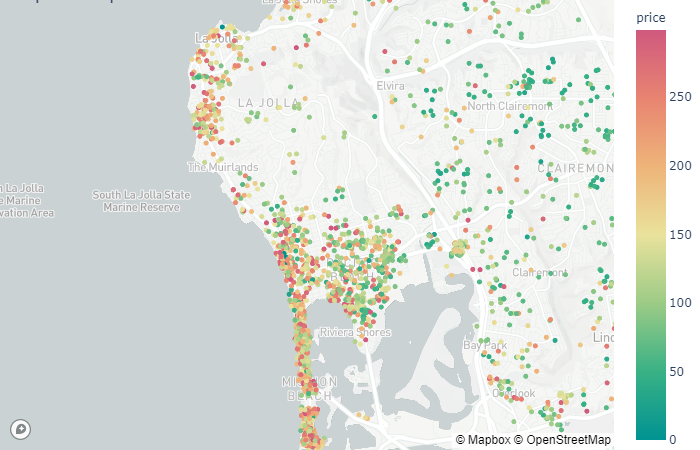 La Jolla Shores
price
La Jolla
Elvira
250
LA JOLLA
North Clairemont
200
The Muirlands
CLAIREMON
n La Jolla
e Marine
vation Area
South La Jolla State
Marine Reserve
150
Clairemont
100
Riviera Shores
Bay Park
Linc
50
MISSION
BEACH
Overlook
0
© Mapbox © OpenStreetMap